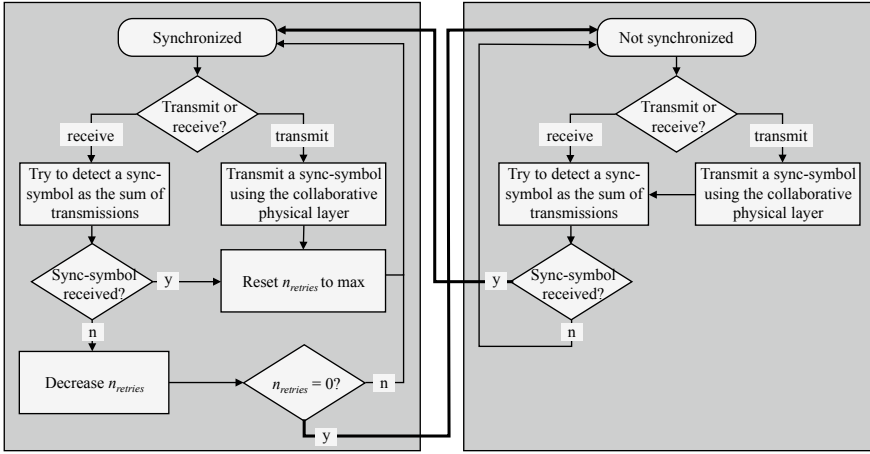 Synchronized
Transmit or
receive?
receive
transmit
Try to detect a sync-
symbol as the sum of
transmissions
Transmit a sync-symbol
using the collaborative
physical layer
Sync-symbol
received?
y
Reset n_retries to max
n
Decrease n_retries
n_retries = 0?
n
y
Not synchronized
Transmit or
receive?
receive
transmit
Try to detect a sync-
symbol as the sum of
transmissions
Transmit a sync-symbol
using the collaborative
physical layer
y
Sync-symbol
received?
n